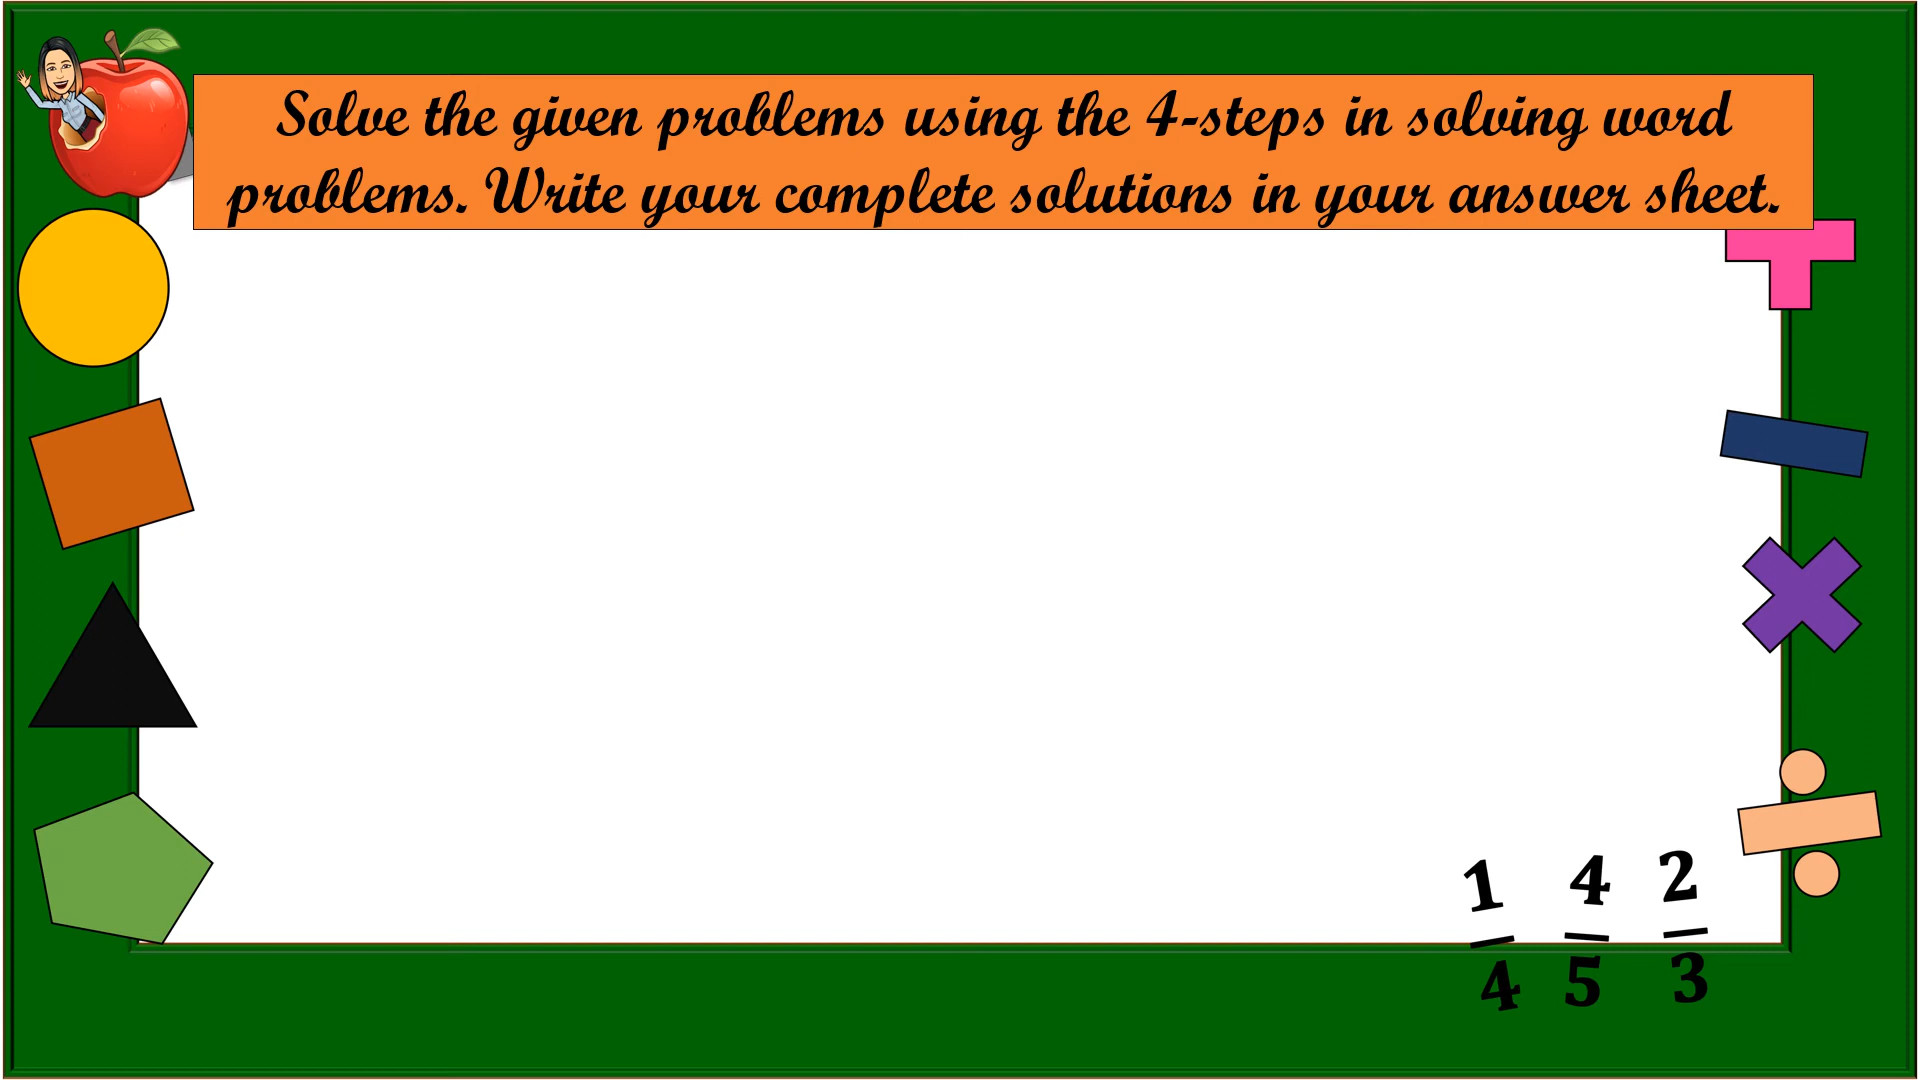 Solve the given problems using the 4-steps in solving word
problems. Write your complete solutions in your answer sheet.
1 4 2
4 5 3